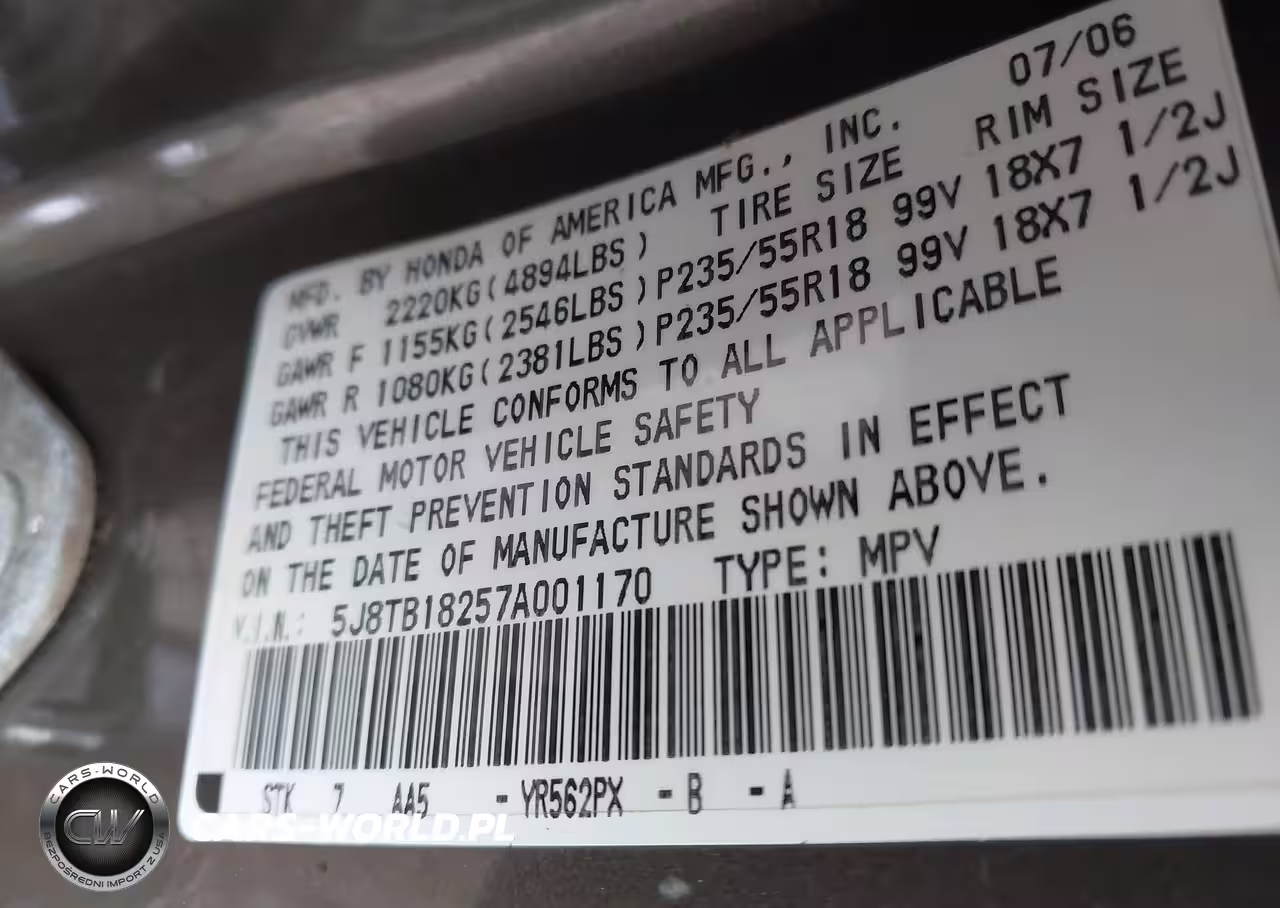 07/06
MFD. BY HONDA OF AMERICA MFG., INC.
GVWR 2220KG(4894LBS) TIRE SIZE RIM SIZE
GAWR F 1155KG(2546LBS)P235/55R18 99V 18X7 1/2J
GAWR R 1080KG(2381LBS)P235/55R18 99V 18X7 1/2J
THIS VEHICLE CONFORMS TO ALL APPLICABLE
FEDERAL MOTOR VEHICLE SAFETY
AND THEFT PREVENTION STANDARDS IN EFFECT
ON THE DATE OF MANUFACTURE SHOWN ABOVE.
V.I.N.: 5J8TB18257A001170 TYPE: MPV
STK 7 AA5 - YR562PX - B - A
CARS-WORLD.PL
CARS-WORLD
CW
BEZPOŚREDNI IMPORT Z USA